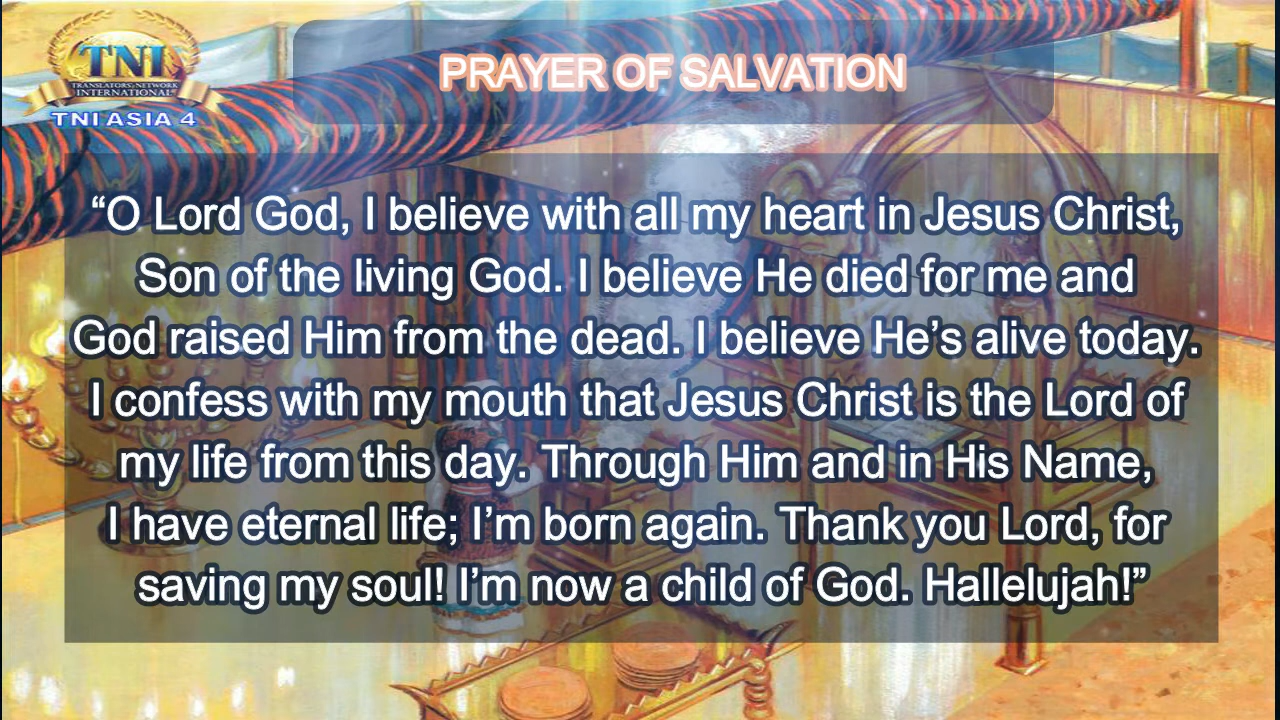 TNI
TRANSLATORS NETWORK
INTERNATIONAL
TNI ASIA 4
PRAYER OF SALVATION
“O Lord God, I believe with all my heart in Jesus Christ,
Son of the living God. I believe He died for me and
God raised Him from the dead. I believe He’s alive today.
I confess with my mouth that Jesus Christ is the Lord of
my life from this day. Through Him and in His Name,
I have eternal life; I’m born again. Thank you Lord, for
saving my soul! I’m now a child of God. Hallelujah!”